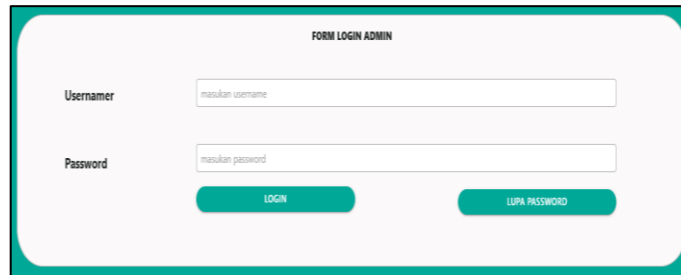 FORM LOGIN ADMIN
Usernamer masukan username
Password masukan password
LOGIN LUPA PASSWORD